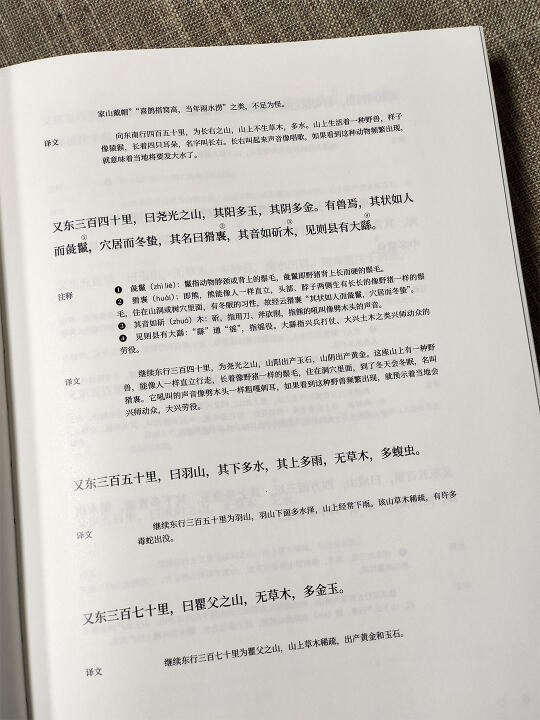 家山戴帽”“喜鹊搭窝高，当年雨水涝”之类，不足为怪。
译文
向东南行四百五十里，为长右之山，山上不生草木，多水。山上生活着一种野兽，样子
像猿猴，长着四只耳朵，名字叫长右。长右叫起来声音像唱歌，如果看到这种动物频繁出现，
就意味着当地将要发大水了。
又东三百四十里，曰尧光之山，其阳多玉，其阴多金。有兽焉，其状如人
而彘鬣①，穴居而冬蛰，其名曰猾褢②，其音如斫木③，见则县有大繇④。
注释
❶ 彘鬣（zhì liè）：鬣指动物脖颈或背上的鬃毛，彘鬣即野猪背上长而硬的鬃毛。
❷ 猾褢（huái）：即熊，熊能像人一样直立，头部、脖子两侧生有长长的像野猪一样的鬃
毛，住在山洞或树穴里面，有冬眠的习性，故经云猾褢“其状如人而彘鬣，穴居而冬蛰”。
❸ 其音如斫（zhuó）木：斫，指用刀、斧砍削，指熊的吼叫像劈木头的声音。
❹ 见则县有大繇：“繇”通“徭”，指徭役。大繇指兴兵打仗、大兴土木之类兴师动众的
劳役。
译文
继续东行三百四十里，为尧光之山，山阳出产玉石，山阴出产黄金。这座山上有一种野
兽，能像人一样直立行走，长着像野猪一样的鬃毛，住在洞穴里面，到了冬天会冬眠，名叫
猾褢。它吼叫的声音像劈木头一样粗嘎刺耳，如果看到这种野兽频繁出现，就预示着当地会
兴师动众，大兴劳役。
又东三百五十里，曰羽山，其下多水，其上多雨，无草木，多蝮虫。
译文
继续东行三百五十里为羽山，羽山下面多水泽，山上经常下雨。该山草木稀疏，有许多
毒蛇出没。
又东三百七十里，曰瞿父之山，无草木，多金玉。
译文
继续东行三百七十里为瞿父之山，山上草木稀疏，出产黄金和玉石。